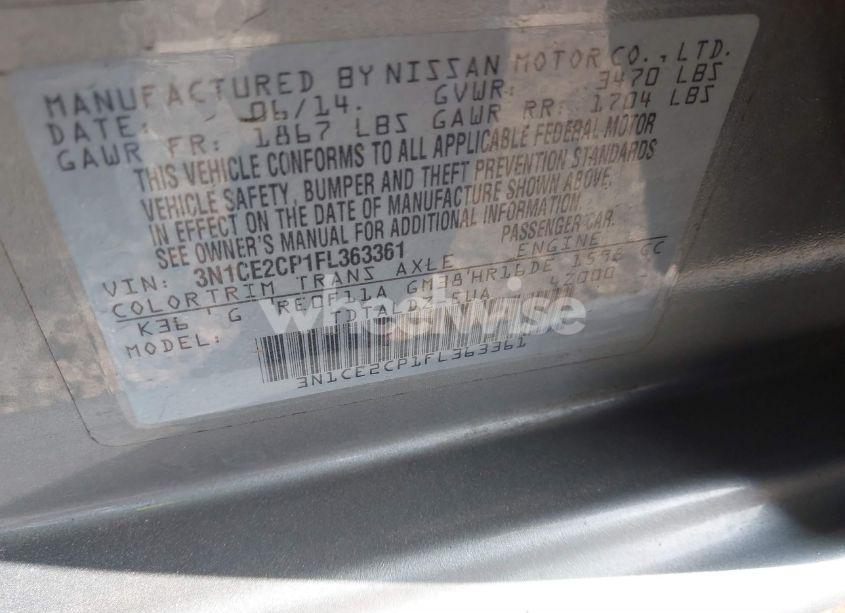 MANUFACTURED BY NISSAN MOTOR CO., LTD.
DATE: 06/14. GVWR: 3470 LBS
GAWR FR: 1867 LBS GAWR RR: 1704 LBS
THIS VEHICLE CONFORMS TO ALL APPLICABLE FEDERAL MOTOR
VEHICLE SAFETY, BUMPER AND THEFT PREVENTION STANDARDS
IN EFFECT ON THE DATE OF MANUFACTURE SHOWN ABOVE.
SEE OWNER'S MANUAL FOR ADDITIONAL INFORMATION.
VIN: 3N1CE2CP1FL363361 PASSENGER CAR.
COLOR TRIM TRANS AXLE ENGINE
K36 G RE0F11A GM38 HR16DE 1598 CC
MODEL:
3N1CE2CP1FL363361
wheelwise